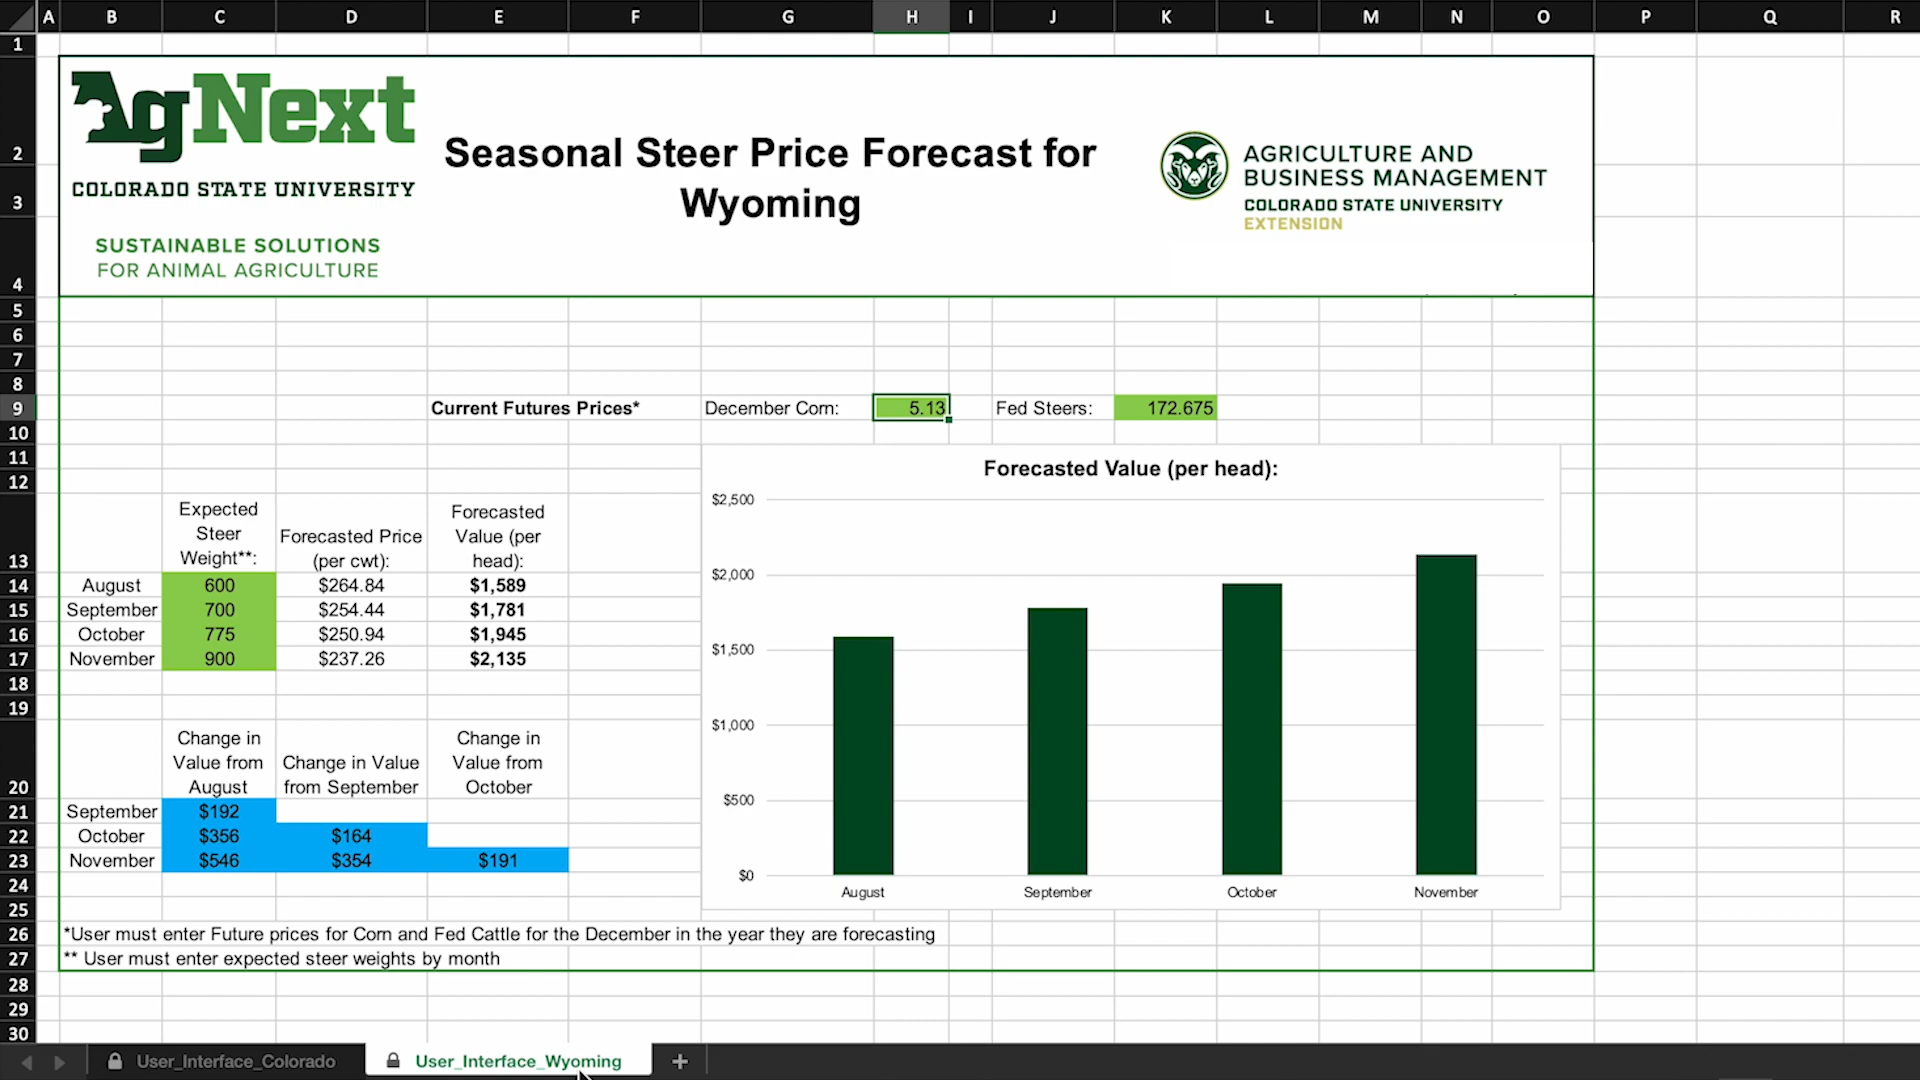 A B C D E F G H I J K L M N O P Q R
1
AgNext
COLORADO STATE UNIVERSITY
SUSTAINABLE SOLUTIONS
FOR ANIMAL AGRICULTURE
Seasonal Steer Price Forecast for
Wyoming
AGRICULTURE AND
BUSINESS MANAGEMENT
COLORADO STATE UNIVERSITY
EXTENSION
2
3
4
5
6
7
8
9 Current Futures Prices* December Corn: 5.13 Fed Steers: 172.675
10
11
12
Expected
Steer
Weight**:
Forecasted Price
(per cwt):
Forecasted
Value (per
head):
13
14 August 600 $264.84 $1,589
15 September 700 $254.44 $1,781
16 October 775 $250.94 $1,945
17 November 900 $237.26 $2,135
18
19
Change in
Value from
August
Change in Value
from September
Change in
Value from
October
20
21 September $192
22 October $356 $164
23 November $546 $354 $191
24
25
Forecasted Value (per head):
$2,500
$2,000
$1,500
$1,000
$500
$0
August September October November
26 *User must enter Future prices for Corn and Fed Cattle for the December in the year they are forecasting
27 ** User must enter expected steer weights by month
28
29
30
User_Interface_Colorado User_Interface_Wyoming +